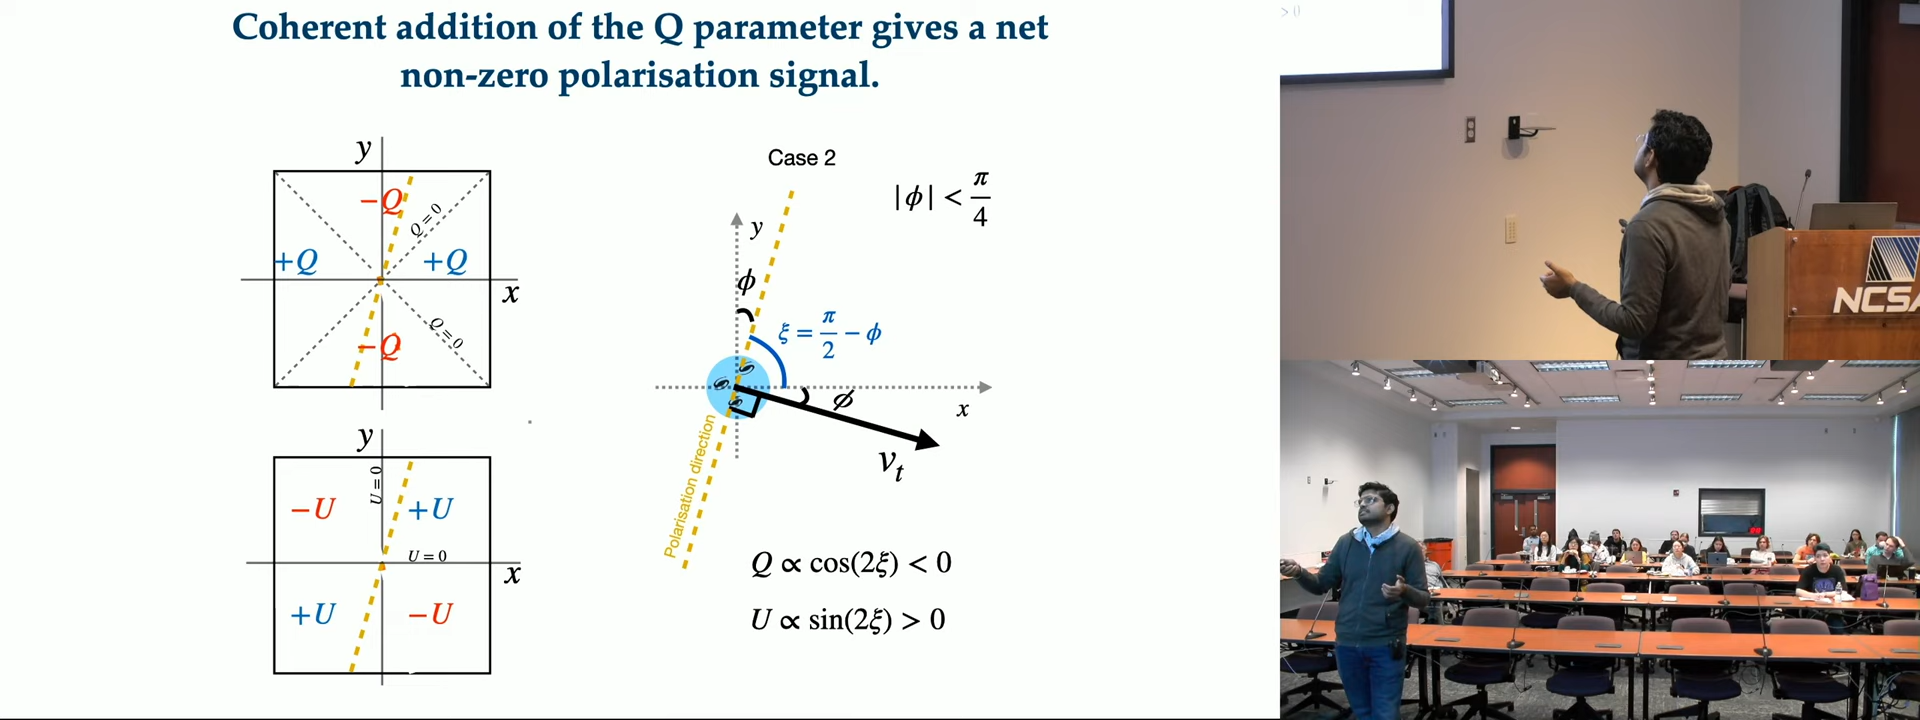 Coherent addition of the Q parameter gives a net
non-zero polarisation signal.
y
−Q
Q = 0
+Q
+Q
x
−Q
Q = 0
y
U = 0
−U
+U
U = 0
x
+U
−U
Case 2
|ϕ| < π/4
y
ϕ
ξ = π/2 − ϕ
ϕ
x
v_t
Polarisation direction
Q ∝ cos(2ξ) < 0
U ∝ sin(2ξ) > 0
> 0
NCSA